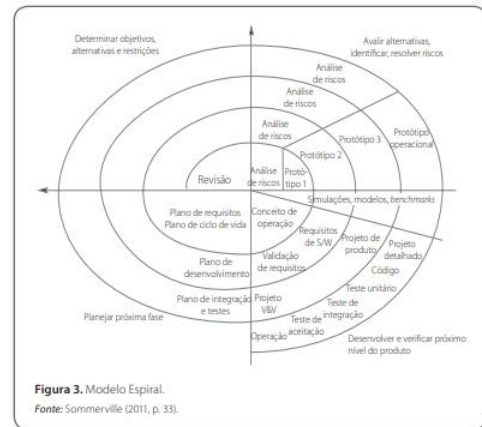 Determinar objetivos,
alternativas e restrições
Avalir alternativas,
identificar, resolver riscos
Análise
de riscos
Análise
de riscos
Análise
de riscos
Análise
de riscos
Protó-
tipo 1
Protótipo 2
Protótipo 3
Protótipo
operacional
Revisão
Simulações, modelos, benchmarks
Plano de requisitos
Plano de ciclo de vida
Conceito de
operação
Requisitos
de S/W
Projeto de
produto
Projeto
detalhado
Plano de
desenvolvimento
Validação
de requisitos
Código
Teste unitário
Plano de integração
e testes
Projeto
V&V
Teste de
integração
Teste de
aceitação
Operação
Planejar próxima fase
Desenvolver e verificar próximo
nível do produto
Figura 3. Modelo Espiral.
Fonte: Sommerville (2011, p. 33).